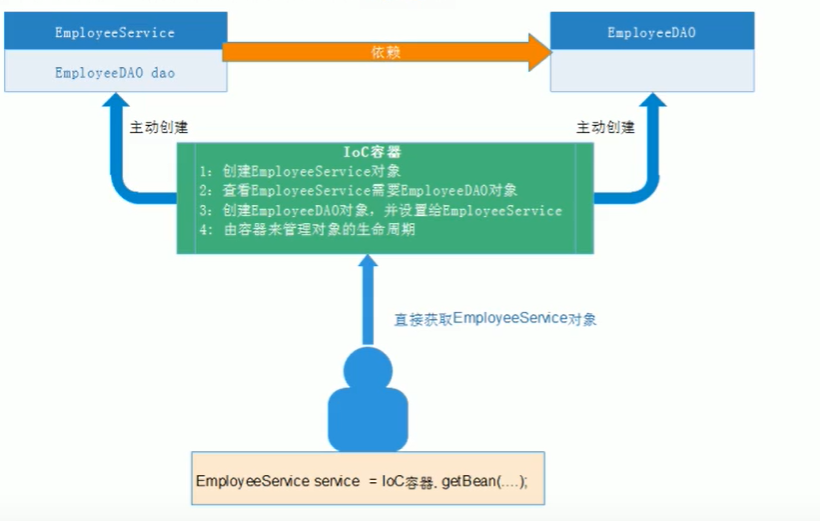 EmployeeService
EmployeeDAO
依赖
EmployeeDAO dao
主动创建
主动创建
IoC容器
1: 创建EmployeeService对象
2: 查看EmployeeService需要EmployeeDAO对象
3: 创建EmployeeDAO对象，并设置给EmployeeService
4: 由容器来管理对象的生命周期
直接获取EmployeeService对象
EmployeeService service = IoC容器. getBean(....);